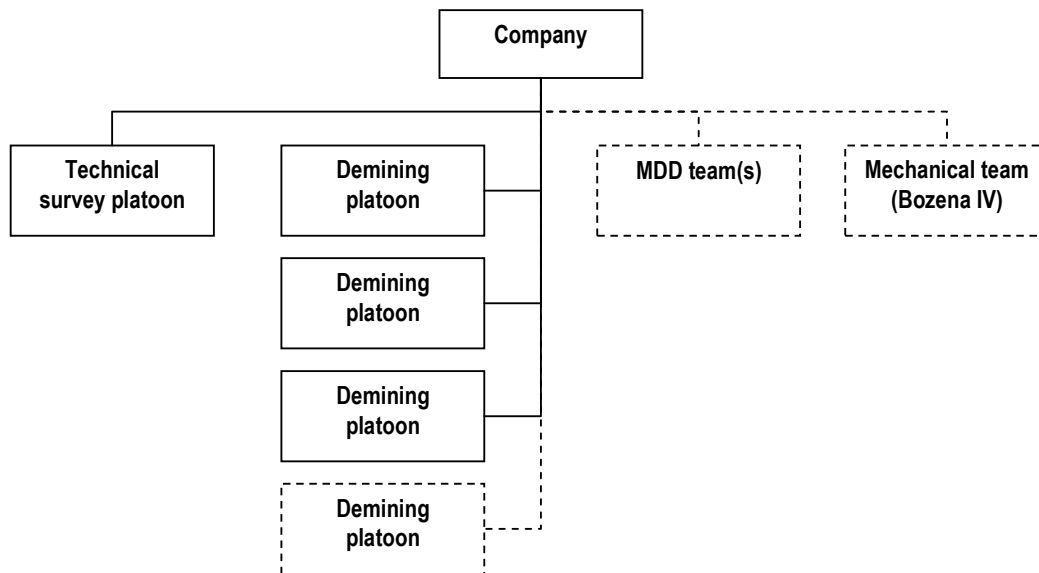 Company
Technical
survey platoon
Demining
platoon
MDD team(s)
Mechanical team
(Bozena IV)
Demining
platoon
Demining
platoon
Demining
platoon